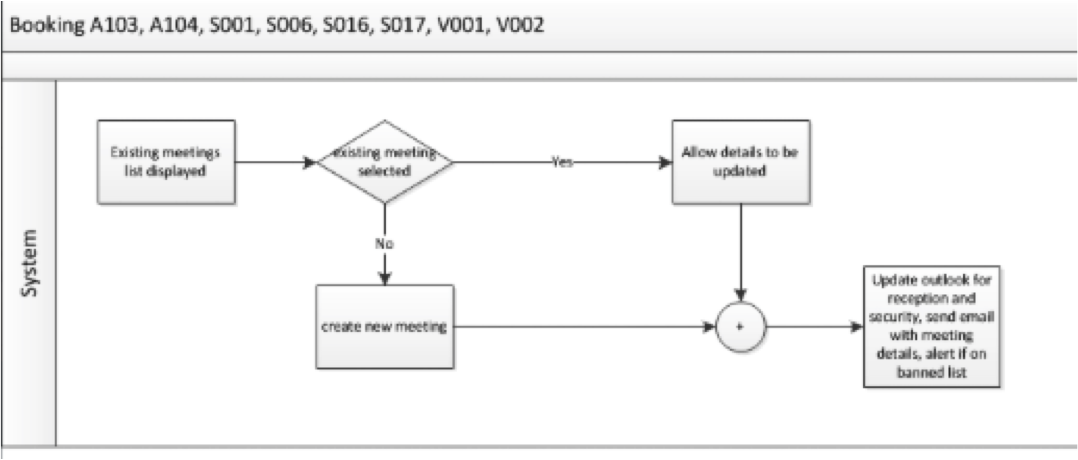 Booking A103, A104, S001, S006, S016, S017, V001, V002
System
Existing meetings
list displayed
existing meeting
selected
Yes
Allow details to be
updated
No
create new meeting
+
Update outlook for
reception and
security, send email
with meeting
details, alert if on
banned list